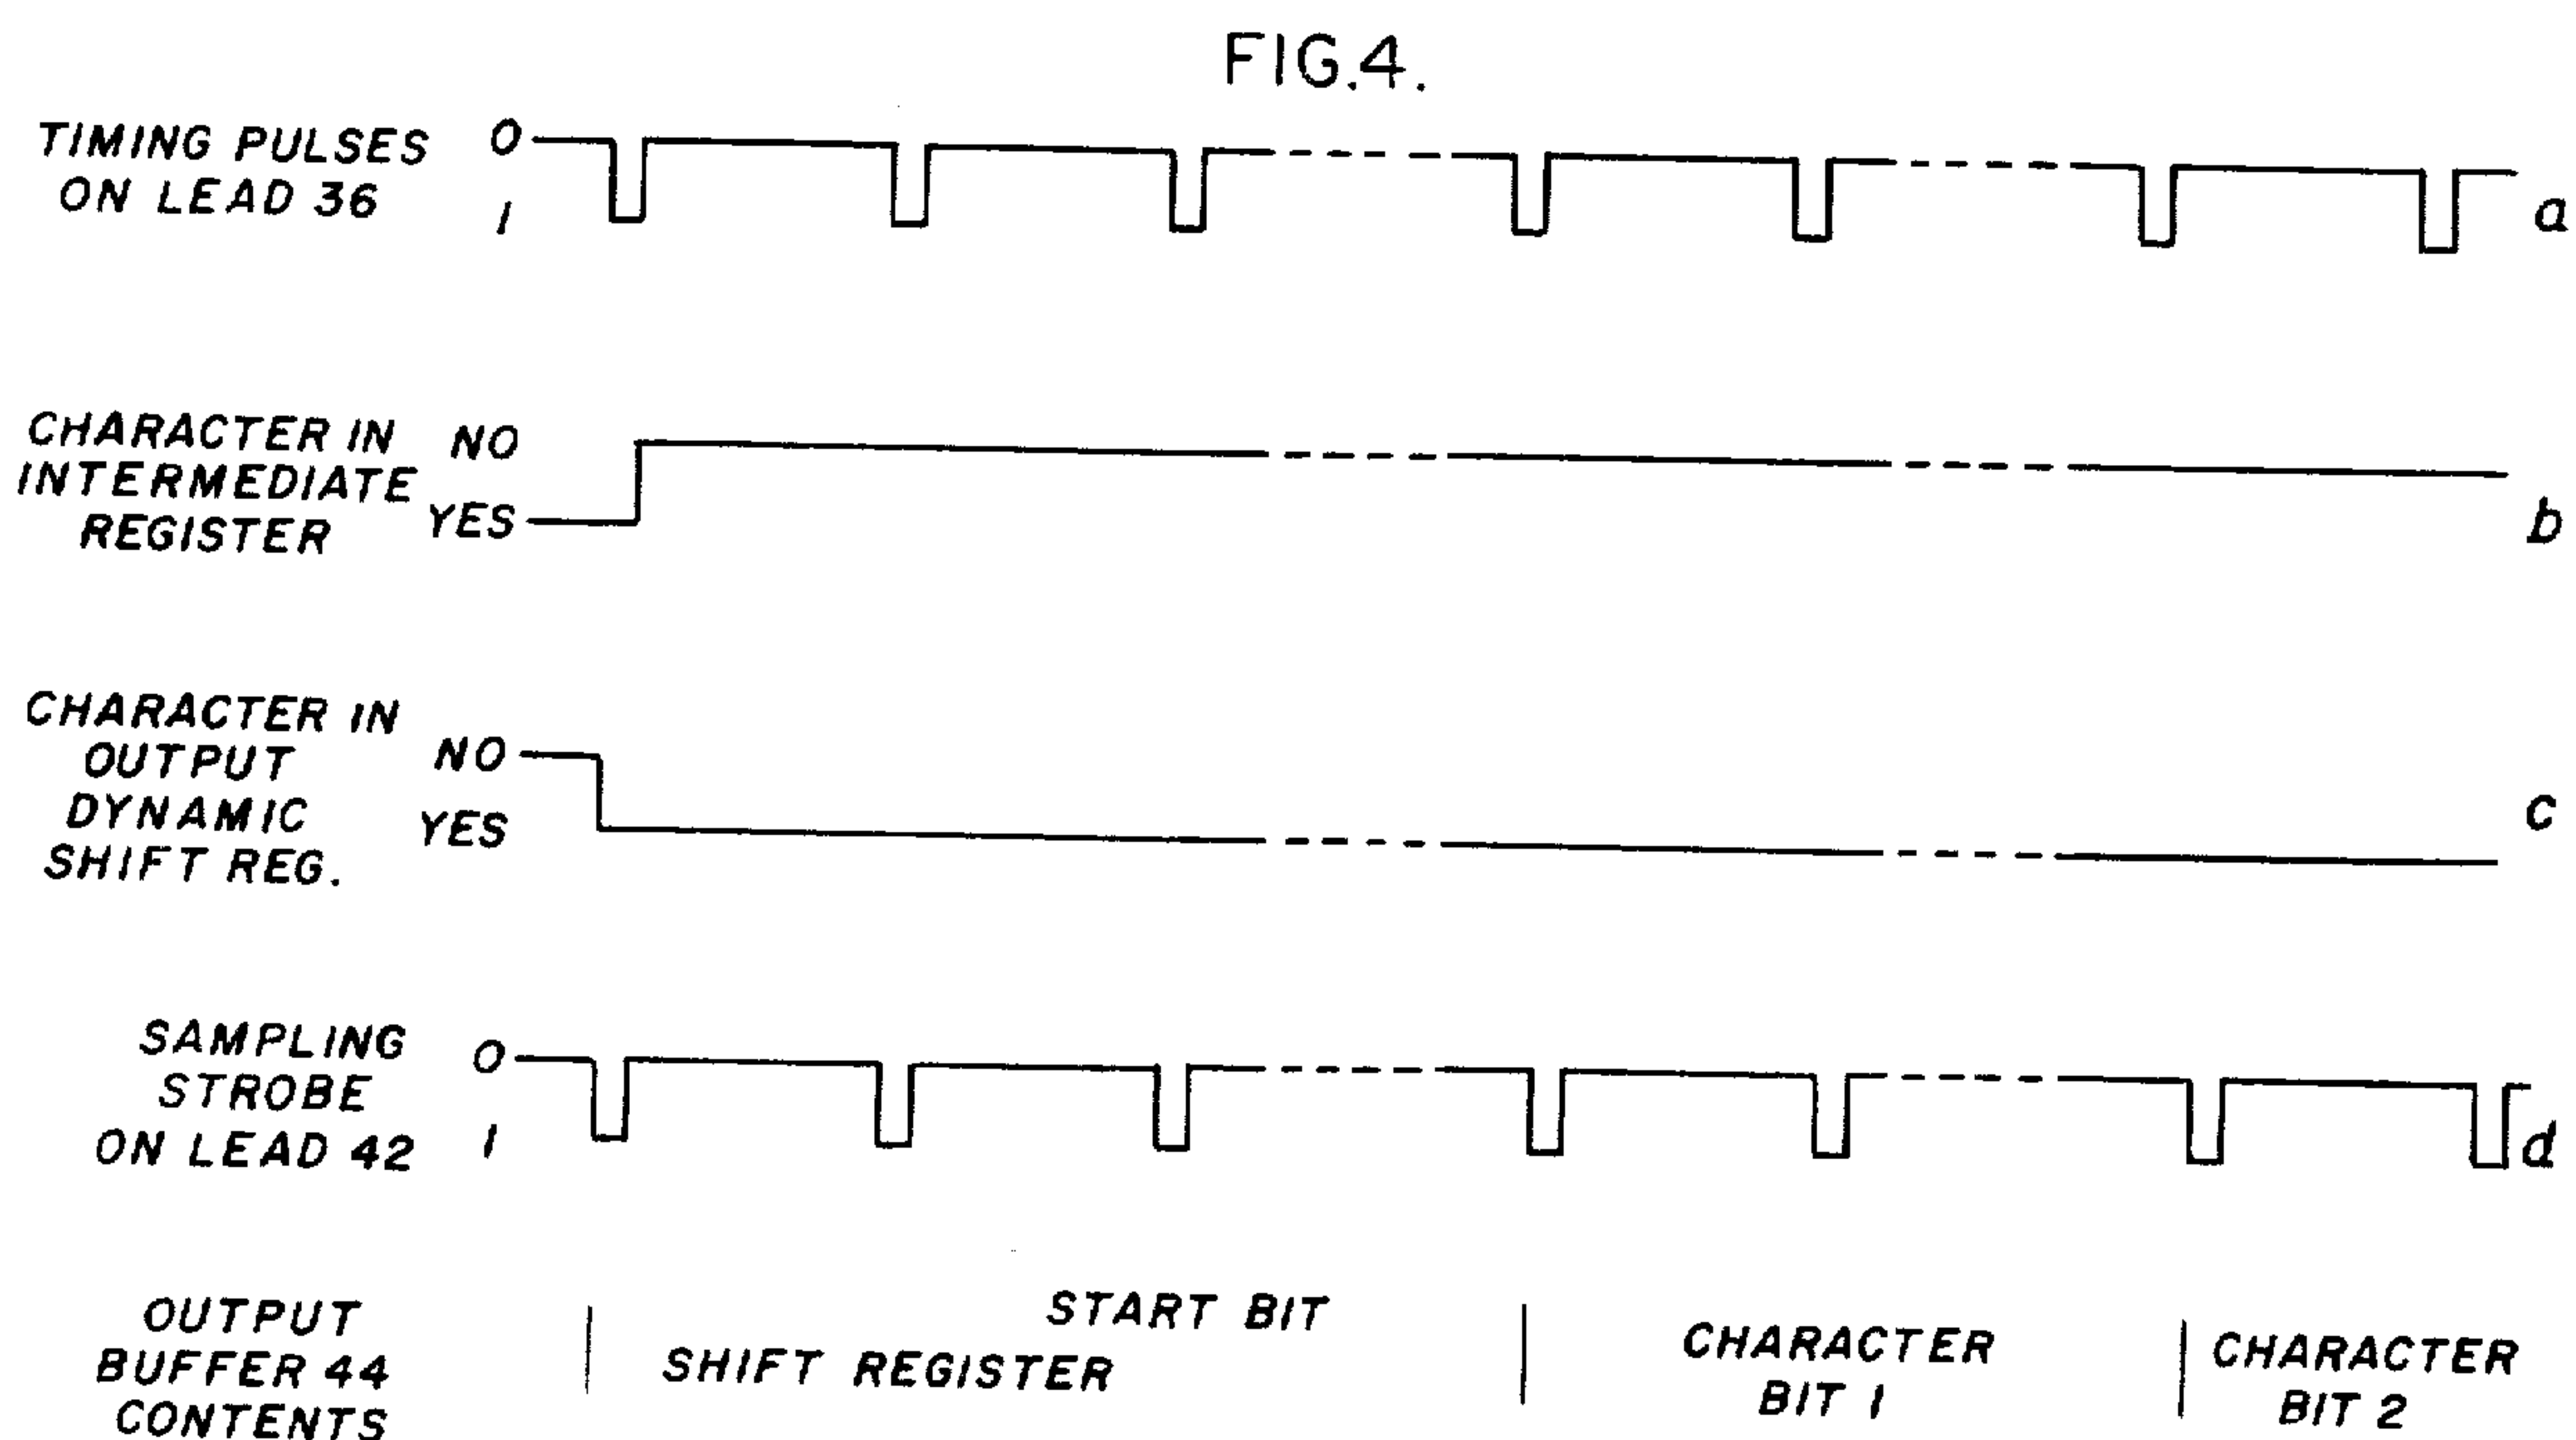 FIG.4.
TIMING PULSES
ON LEAD 36
0
1
a
CHARACTER IN
INTERMEDIATE
REGISTER
NO
YES
b
CHARACTER IN
OUTPUT
DYNAMIC
SHIFT REG.
NO
YES
c
SAMPLING
STROBE
ON LEAD 42
0
1
d
OUTPUT
BUFFER 44
CONTENTS
START BIT
SHIFT REGISTER
CHARACTER
BIT 1
CHARACTER
BIT 2